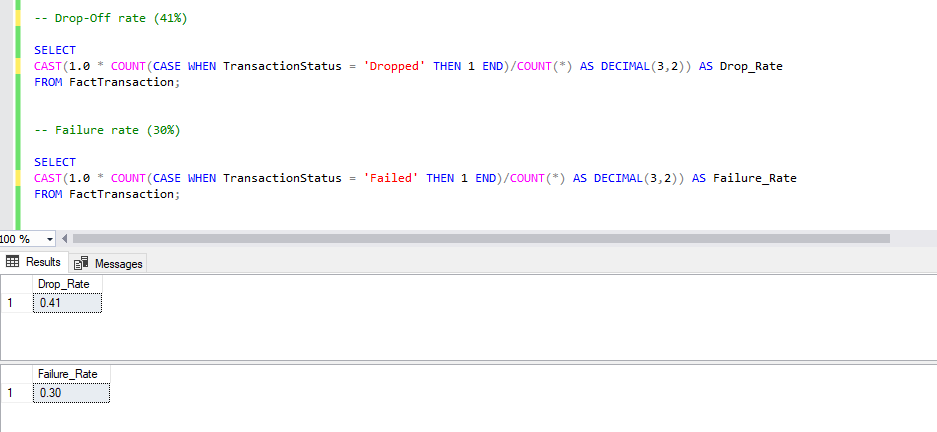 -- Drop-Off rate (41%)
SELECT
CAST(1.0 * COUNT(CASE WHEN TransactionStatus = 'Dropped' THEN 1 END)/COUNT(*) AS DECIMAL(3,2)) AS Drop_Rate
FROM FactTransaction;
-- Failure rate (30%)
SELECT
CAST(1.0 * COUNT(CASE WHEN TransactionStatus = 'Failed' THEN 1 END)/COUNT(*) AS DECIMAL(3,2)) AS Failure_Rate
FROM FactTransaction;
100 %
Results Messages
Drop_Rate
1 0.41
Failure_Rate
1 0.30